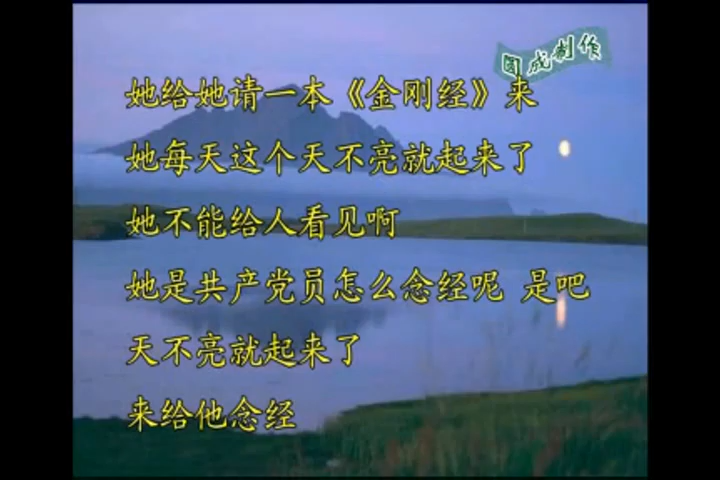 圆成制作
她给她请一本《金刚经》来
她每天这个天不亮就起来了
她不能给人看见啊
她是共产党员怎么念经呢 是吧
天不亮就起来了
来给他念经